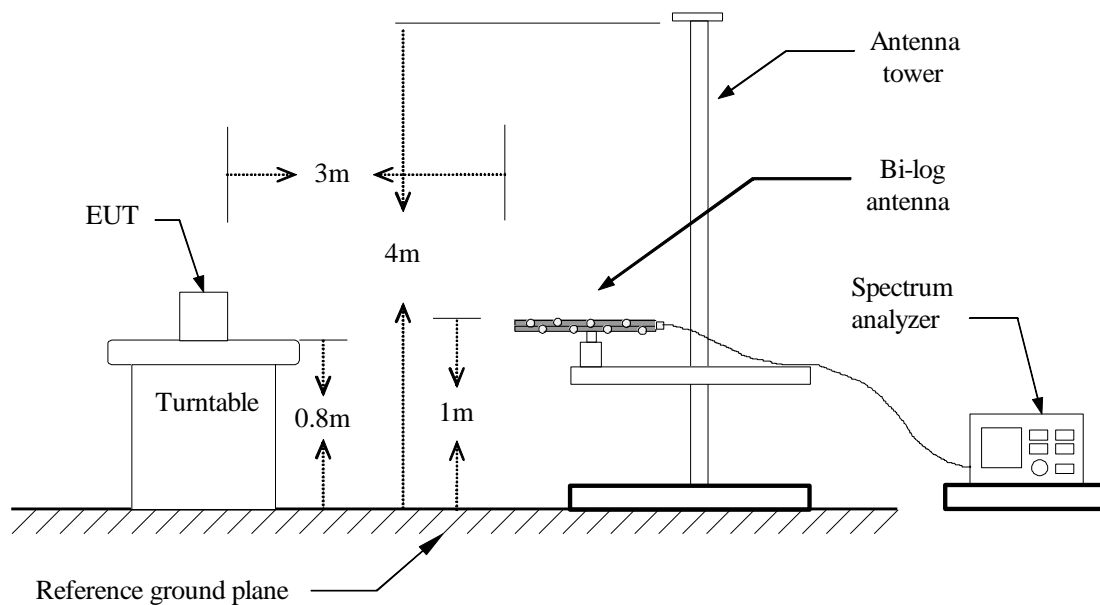 Antenna
tower
3m
Bi-log
antenna
EUT
4m
Spectrum
analyzer
Turntable
0.8m
1m
Reference ground plane